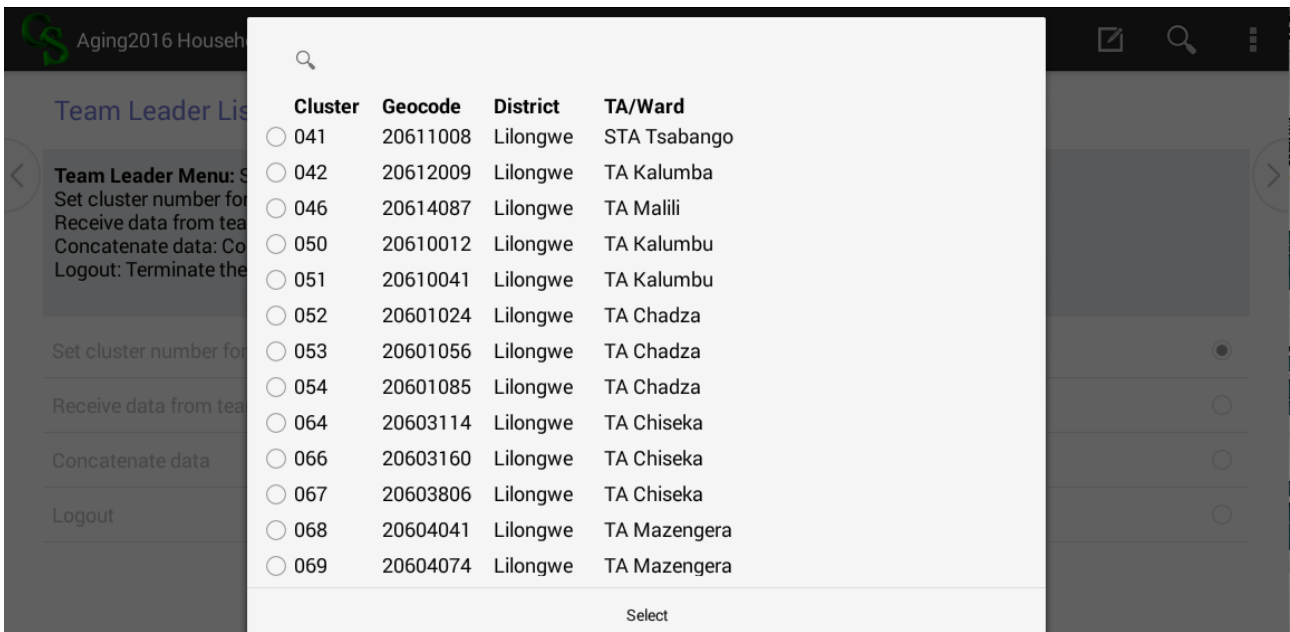 Aging2016 Househ
Team Leader Lis
Team Leader Menu: S
Set cluster number for
Receive data from tea
Concatenate data: Co
Logout: Terminate the
Set cluster number for
Receive data from tea
Concatenate data
Logout
Cluster Geocode District TA/Ward
041 20611008 Lilongwe STA Tsabango
042 20612009 Lilongwe TA Kalumba
046 20614087 Lilongwe TA Malili
050 20610012 Lilongwe TA Kalumbu
051 20610041 Lilongwe TA Kalumbu
052 20601024 Lilongwe TA Chadza
053 20601056 Lilongwe TA Chadza
054 20601085 Lilongwe TA Chadza
064 20603114 Lilongwe TA Chiseka
066 20603160 Lilongwe TA Chiseka
067 20603806 Lilongwe TA Chiseka
068 20604041 Lilongwe TA Mazengera
069 20604074 Lilongwe TA Mazengera
Select